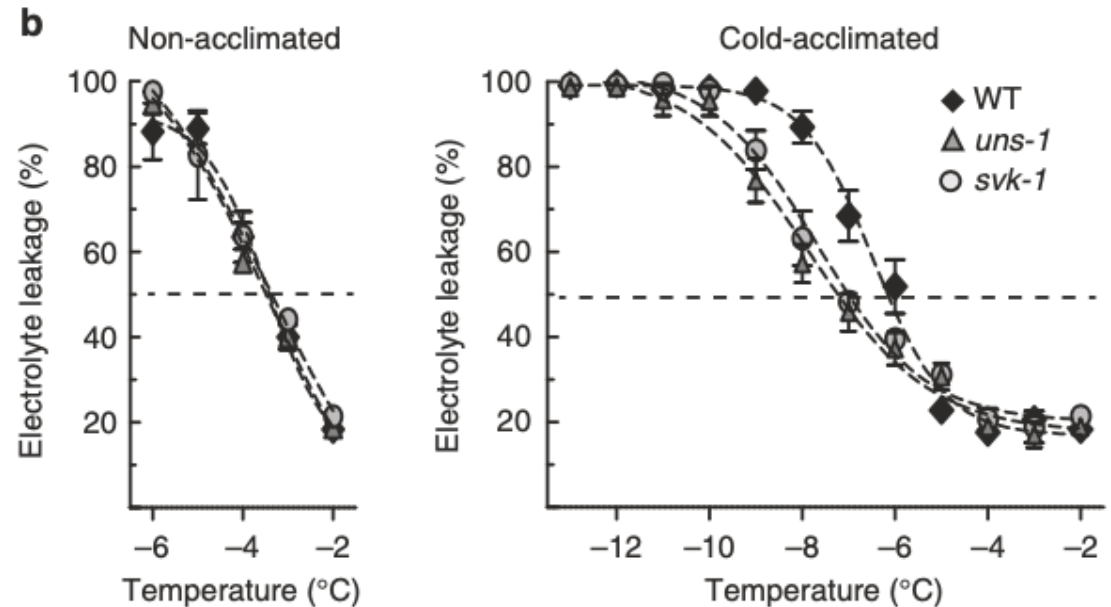 b
Non-acclimated
Cold-acclimated
100
80
60
40
20
Electrolyte leakage (%)
−6 −4 −2
Temperature (°C)
100
80
60
40
20
Electrolyte leakage (%)
WT
uns-1
svk-1
−12 −10 −8 −6 −4 −2
Temperature (°C)